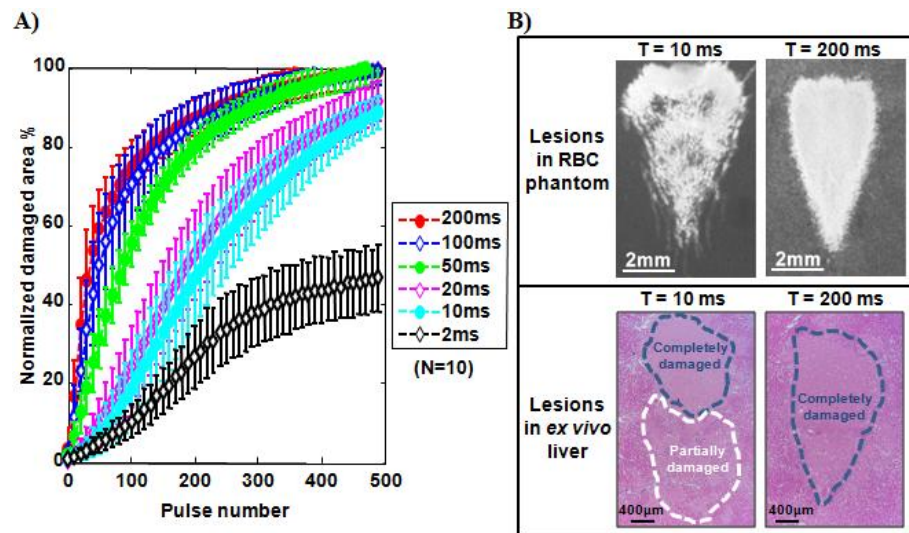 A)
Normalized damaged area %
100
80
60
40
20
0
0
100
200
300
400
500
Pulse number
200ms
100ms
50ms
20ms
10ms
2ms
(N=10)
B)
T = 10 ms
T = 200 ms
Lesions
in RBC
phantom
2mm
2mm
T = 10 ms
T = 200 ms
Lesions
in ex vivo
liver
Completely
damaged
Partially
damaged
400µm
Completely
damaged
400µm